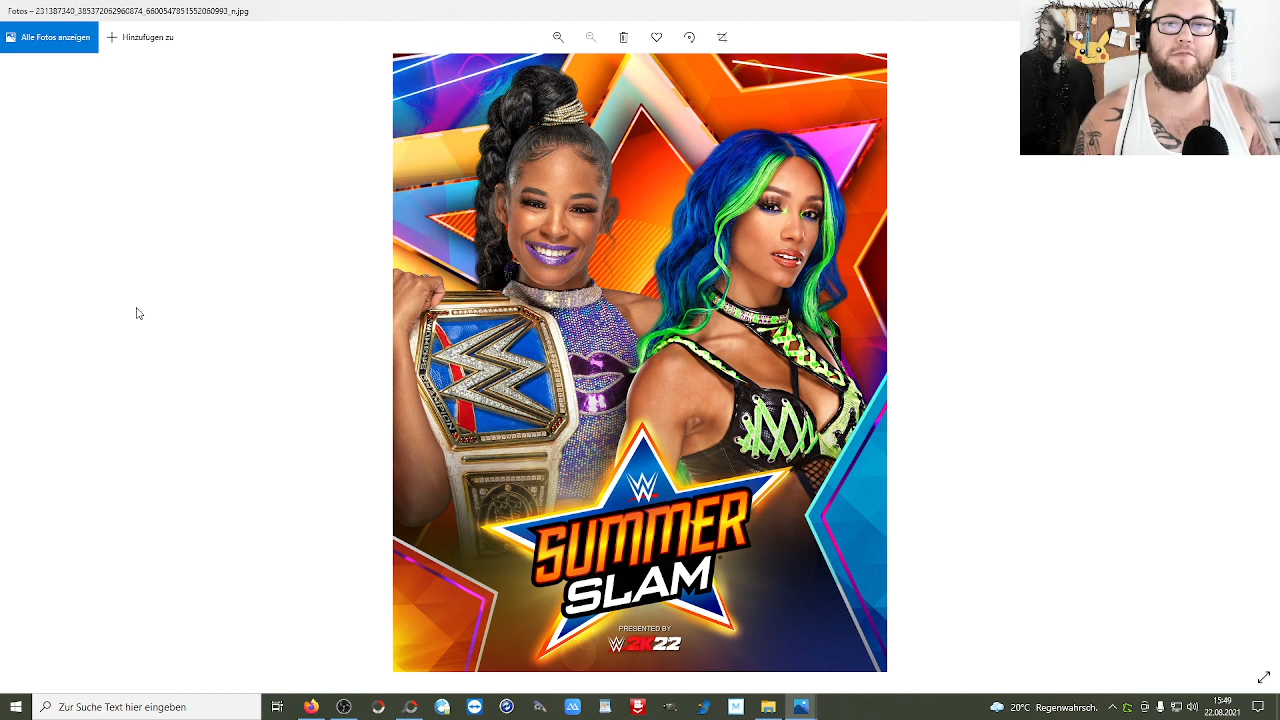 Fotos – 231387340_385372062960874_6600547851552060993_n.jpg
Alle Fotos anzeigen
Hinzufügen zu
CHAMPION
W
SUMMER
SLAM
PRESENTED BY
W 2K22
Zur Suche Text hier eingeben
M
20°C Regenwahrsch.
15:49
22.08.2021